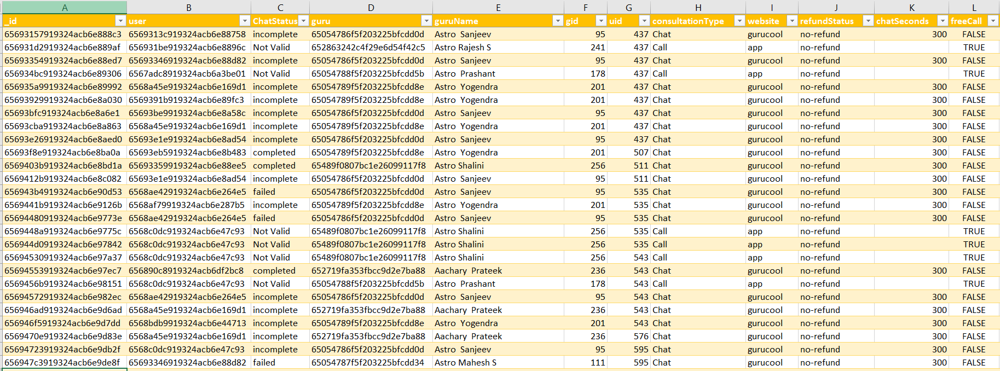 A B C D E F G H I J K L
_id user ChatStatus guru guruName gid uid consultationType website refundStatus chatSeconds freeCall
65693157919324acb6e888c3 6569313c919324acb6e88758 incomplete 65054786f5f203225bfcdd0d Astro  Sanjeev 95 437 Chat gurucool no-refund 300 FALSE
656931d2919324acb6e889af 656931be919324acb6e8896c Not Valid 652863242c4f29e6d54f42c5 Astro Rajesh S 241 437 Call app no-refund TRUE
65693354919324acb6e88ed7 65693346919324acb6e88d82 incomplete 65054786f5f203225bfcdd0d Astro  Sanjeev 95 437 Chat gurucool no-refund 300 FALSE
656934bc919324acb6e89306 6567adc8919324acb6a3be01 Not Valid 65054788f5f203225bfcdd5b Astro  Prashant 178 437 Call app no-refund TRUE
656935a9919324acb6e89992 6568a45e919324acb6e169d1 incomplete 65054789f5f203225bfcdd8e Astro  Yogendra 201 437 Chat gurucool no-refund 300 FALSE
65693929919324acb6e8a030 6569391b919324acb6e89fc3 incomplete 65054789f5f203225bfcdd8e Astro  Yogendra 201 437 Chat gurucool no-refund 300 FALSE
65693bfc919324acb6e8a6e1 65693be9919324acb6e8a58c incomplete 65054786f5f203225bfcdd0d Astro  Sanjeev 95 437 Chat gurucool no-refund 300 FALSE
65693cba919324acb6e8a863 6568a45e919324acb6e169d1 incomplete 65054789f5f203225bfcdd8e Astro  Yogendra 201 437 Chat gurucool no-refund 300 FALSE
65693e26919324acb6e8aed0 65693e1e919324acb6e8ad54 incomplete 65054786f5f203225bfcdd0d Astro  Sanjeev 95 437 Chat gurucool no-refund 300 FALSE
65693f8e919324acb6e8ba0a 65693eb5919324acb6e8b483 completed 65054789f5f203225bfcdd8e Astro  Yogendra 201 507 Chat gurucool no-refund 300 FALSE
6569403b919324acb6e8bd1a 65693359919324acb6e88ee5 completed 65489f0807bc1e26099117f8 Astro Shalini 256 511 Chat gurucool no-refund 300 FALSE
6569412b919324acb6e8c082 65693e1e919324acb6e8ad54 incomplete 65054786f5f203225bfcdd0d Astro  Sanjeev 95 511 Chat gurucool no-refund 300 FALSE
656943b4919324acb6e90d53 6568ae42919324acb6e264e5 failed 65054786f5f203225bfcdd0d Astro  Sanjeev 95 535 Chat gurucool no-refund 300 FALSE
6569441b919324acb6e9126b 6568af79919324acb6e287b5 incomplete 65054789f5f203225bfcdd8e Astro  Yogendra 201 535 Chat gurucool no-refund 300 FALSE
65694480919324acb6e9773e 6568ae42919324acb6e264e5 failed 65054786f5f203225bfcdd0d Astro  Sanjeev 95 535 Chat gurucool no-refund 300 FALSE
6569448a919324acb6e9775c 6568c0dc919324acb6e47c93 Not Valid 65489f0807bc1e26099117f8 Astro Shalini 256 535 Call app no-refund TRUE
656944d0919324acb6e97842 6568c0dc919324acb6e47c93 Not Valid 65489f0807bc1e26099117f8 Astro Shalini 256 535 Call app no-refund TRUE
65694530919324acb6e97a37 6568c0dc919324acb6e47c93 Not Valid 65489f0807bc1e26099117f8 Astro Shalini 256 543 Call app no-refund TRUE
65694553919324acb6e97ec7 656890c8919324acb6df2bc8 completed 652719fa353fbcc9d2e7ba88 Aachary  Prateek 236 543 Chat gurucool no-refund 300 FALSE
6569456b919324acb6e98151 6568c0dc919324acb6e47c93 Not Valid 65054788f5f203225bfcdd5b Astro  Prashant 178 543 Call app no-refund TRUE
65694572919324acb6e982ec 6568ae42919324acb6e264e5 incomplete 65054786f5f203225bfcdd0d Astro  Sanjeev 95 543 Chat gurucool no-refund 300 FALSE
656946ad919324acb6e9d6ad 6568a45e919324acb6e169d1 incomplete 652719fa353fbcc9d2e7ba88 Aachary  Prateek 236 543 Chat gurucool no-refund 300 FALSE
656946f5919324acb6e9d7dd 6568bdb9919324acb6e44713 incomplete 65054789f5f203225bfcdd8e Astro  Yogendra 201 543 Chat gurucool no-refund 300 FALSE
6569470e919324acb6e9d83e 6568a45e919324acb6e169d1 incomplete 652719fa353fbcc9d2e7ba88 Aachary  Prateek 236 576 Chat gurucool no-refund 300 FALSE
65694723919324acb6e9db2f 6568c0dc919324acb6e47c93 incomplete 65054786f5f203225bfcdd0d Astro  Sanjeev 95 595 Chat gurucool no-refund 300 FALSE
656947c3919324acb6e9de8f 65693346919324acb6e88d82 failed 65054787f5f203225bfcdd34 Astro Mahesh S 111 595 Chat gurucool no-refund 300 FALSE